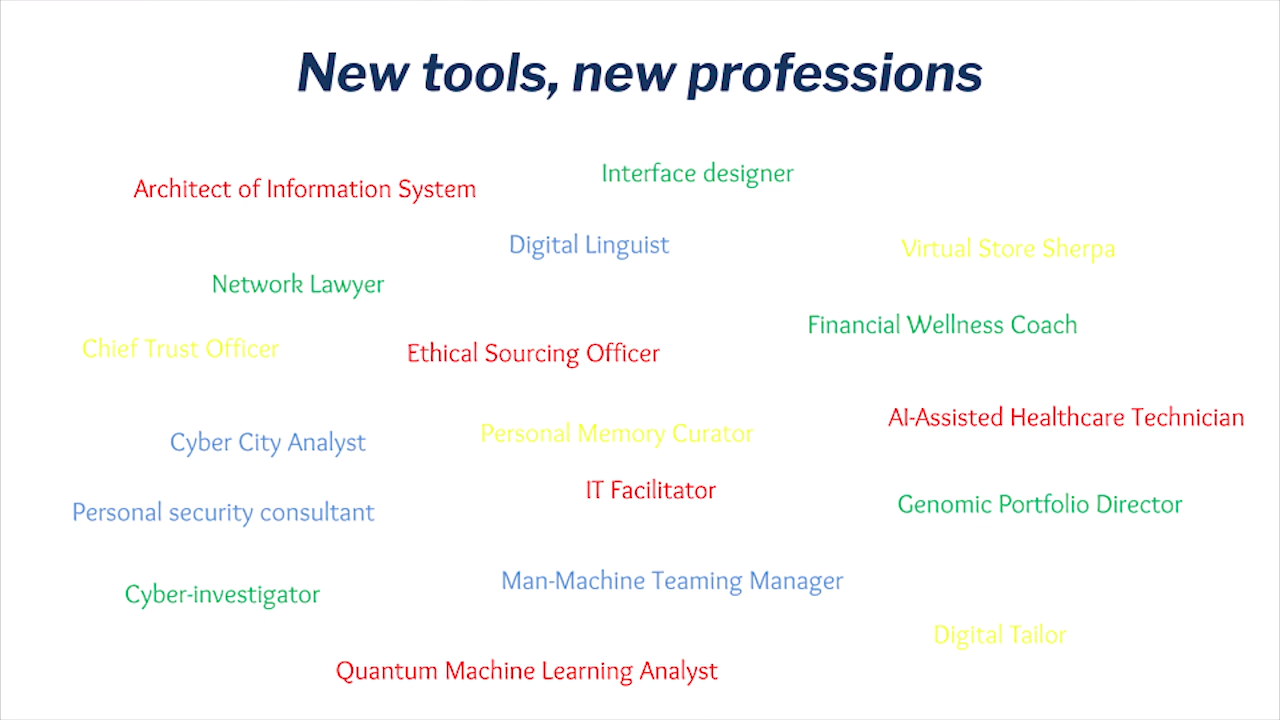 New tools, new professions
Interface designer
Architect of Information System
Digital Linguist
Virtual Store Sherpa
Network Lawyer
Financial Wellness Coach
Chief Trust Officer
Ethical Sourcing Officer
AI-Assisted Healthcare Technician
Personal Memory Curator
Cyber City Analyst
IT Facilitator
Genomic Portfolio Director
Personal security consultant
Man-Machine Teaming Manager
Cyber-investigator
Digital Tailor
Quantum Machine Learning Analyst